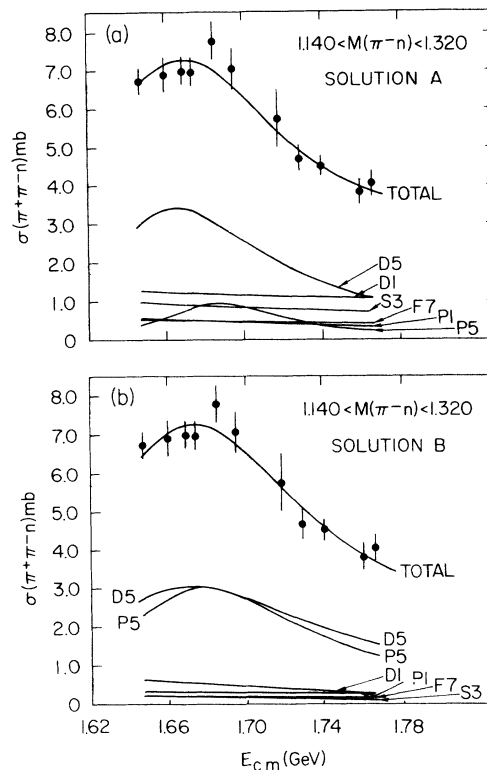 (a)
1.140<M(π-n)<1.320
SOLUTION A
8.0
7.0
6.0
5.0
4.0
3.0
2.0
1.0
0
σ(π+π-n)mb
TOTAL
D5
D1
S3
F7
P1
P5
(b)
1.140<M(π-n)<1.320
SOLUTION B
8.0
7.0
6.0
5.0
4.0
3.0
2.0
1.0
0
σ(π+π-n)mb
TOTAL
D5
P5
D5
P5
D1
P1
F7
S3
1.62
1.66
1.70
1.74
1.78
E c m (GeV)